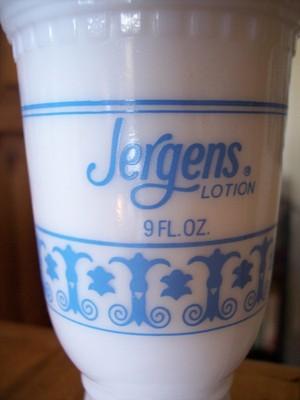 Jergens®
LOTION
9 FL. OZ.